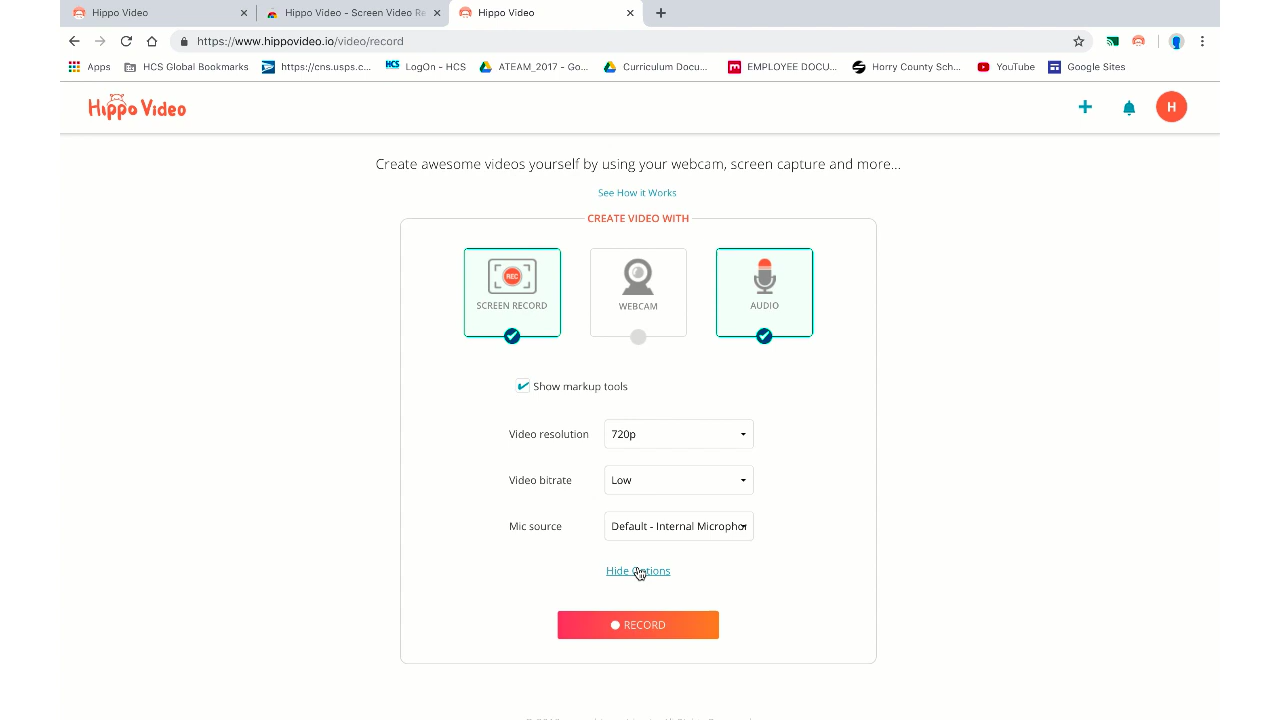 Hippo Video
Hippo Video - Screen Video Re
Hippo Video
https://www.hippovideo.io/video/record
Apps
HCS Global Bookmarks
https://cns.usps.c...
HCS
LogOn - HCS
ATEAM_2017 - Go...
Curriculum Docu...
EMPLOYEE DOCU...
Horry County Sch...
YouTube
Google Sites
Hippo Video
H
Create awesome videos yourself by using your webcam, screen capture and more...
See How it Works
CREATE VIDEO WITH
REC
SCREEN RECORD
WEBCAM
AUDIO
Show markup tools
Video resolution
720p
Video bitrate
Low
Mic source
Default - Internal Microphon
Hide Options
RECORD